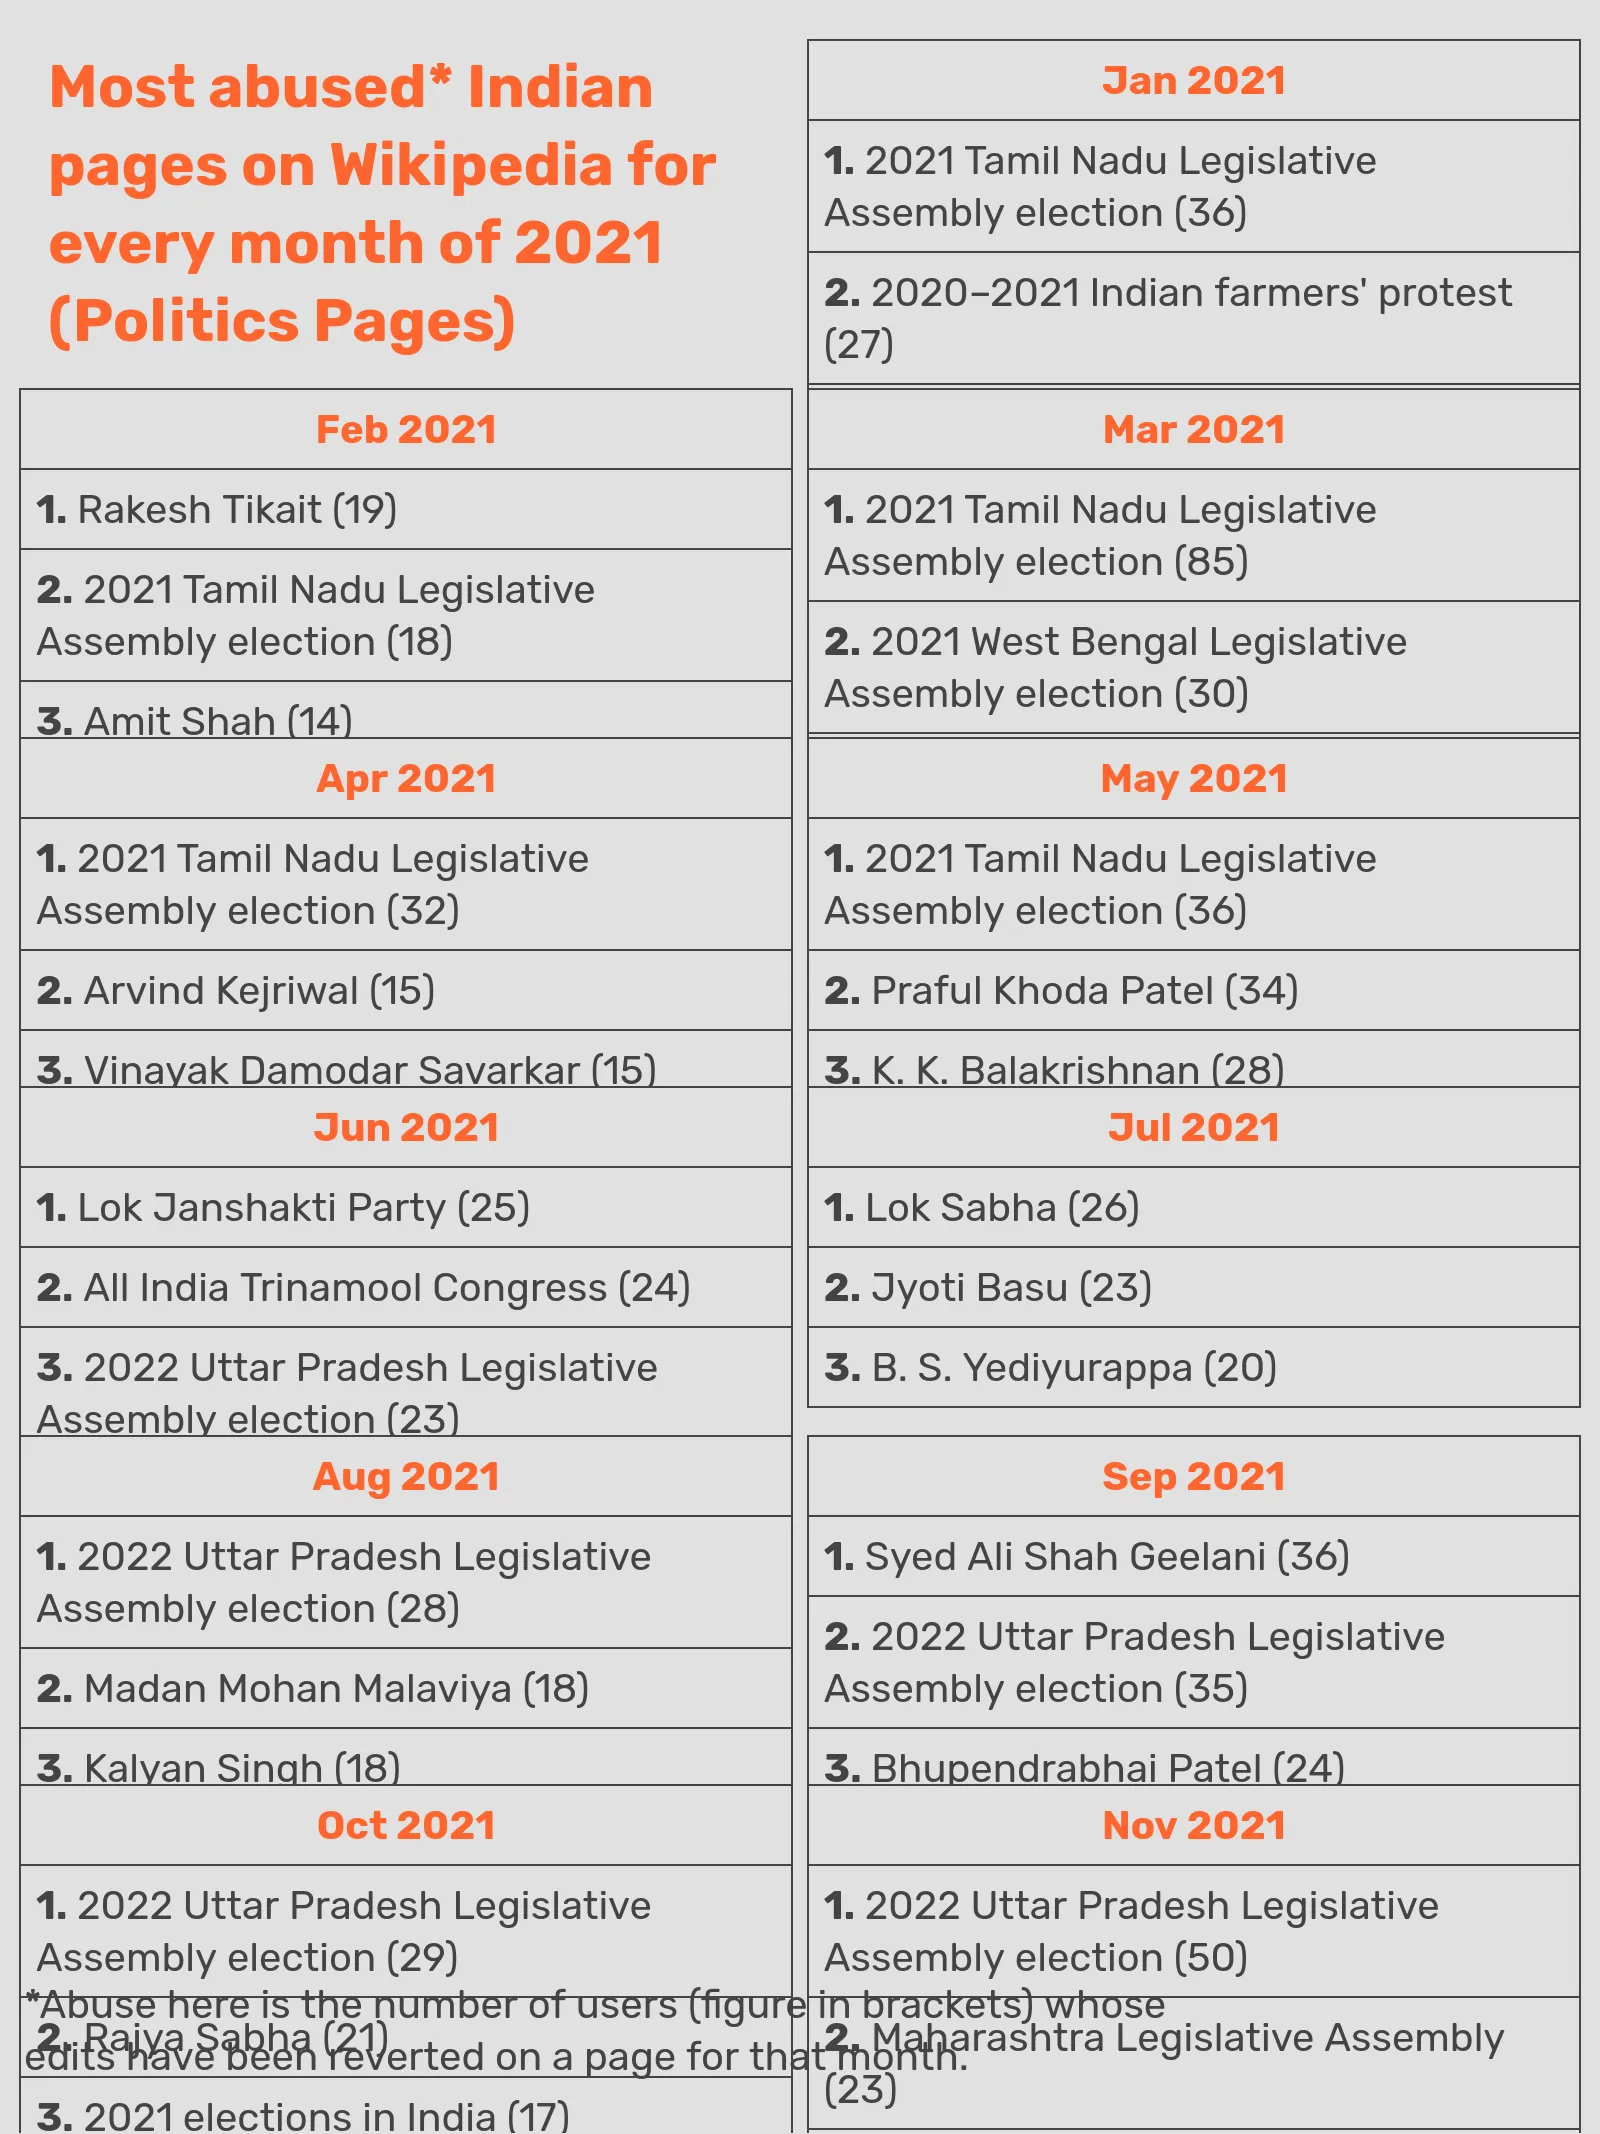 Most abused* Indian
pages on Wikipedia for
every month of 2021
(Politics Pages)
Jan 2021
1. 2021 Tamil Nadu Legislative
Assembly election (36)
2. 2020–2021 Indian farmers' protest
(27)
Feb 2021
1. Rakesh Tikait (19)
2. 2021 Tamil Nadu Legislative
Assembly election (18)
3. Amit Shah (14)
Mar 2021
1. 2021 Tamil Nadu Legislative
Assembly election (85)
2. 2021 West Bengal Legislative
Assembly election (30)
Apr 2021
1. 2021 Tamil Nadu Legislative
Assembly election (32)
2. Arvind Kejriwal (15)
3. Vinayak Damodar Savarkar (15)
May 2021
1. 2021 Tamil Nadu Legislative
Assembly election (36)
2. Praful Khoda Patel (34)
3. K. K. Balakrishnan (28)
Jun 2021
1. Lok Janshakti Party (25)
2. All India Trinamool Congress (24)
3. 2022 Uttar Pradesh Legislative
Assembly election (23)
Jul 2021
1. Lok Sabha (26)
2. Jyoti Basu (23)
3. B. S. Yediyurappa (20)
Aug 2021
1. 2022 Uttar Pradesh Legislative
Assembly election (28)
2. Madan Mohan Malaviya (18)
3. Kalyan Singh (18)
Sep 2021
1. Syed Ali Shah Geelani (36)
2. 2022 Uttar Pradesh Legislative
Assembly election (35)
3. Bhupendrabhai Patel (24)
Oct 2021
1. 2022 Uttar Pradesh Legislative
Assembly election (29)
2. Rajya Sabha (21)
3. 2021 elections in India (17)
Nov 2021
1. 2022 Uttar Pradesh Legislative
Assembly election (50)
2. Maharashtra Legislative Assembly
(23)
*Abuse here is the number of users (figure in brackets) whose
edits have been reverted on a page for that month.